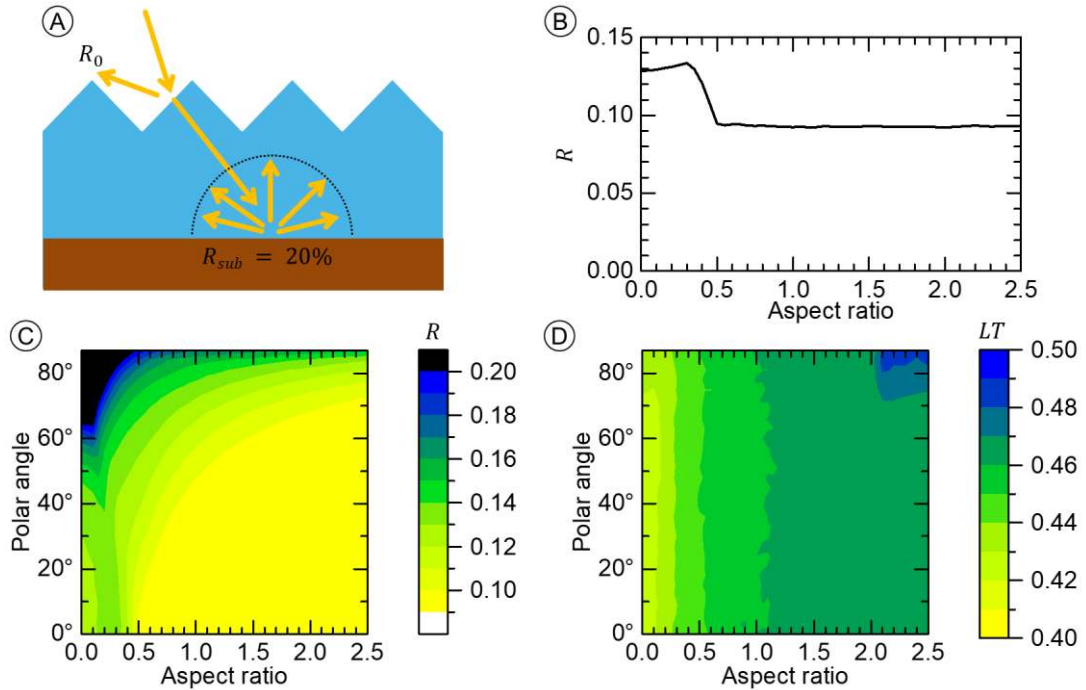 A
R₀
R_sub = 20%
B
0.15
0.10
0.05
0.00
R
0.0 0.5 1.0 1.5 2.0 2.5
Aspect ratio
C
R
80°
60°
40°
20°
0°
Polar angle
0.0 0.5 1.0 1.5 2.0 2.5
Aspect ratio
0.20
0.18
0.16
0.14
0.12
0.10
D
LT
80°
60°
40°
20°
0°
Polar angle
0.0 0.5 1.0 1.5 2.0 2.5
Aspect ratio
0.50
0.48
0.46
0.44
0.42
0.40